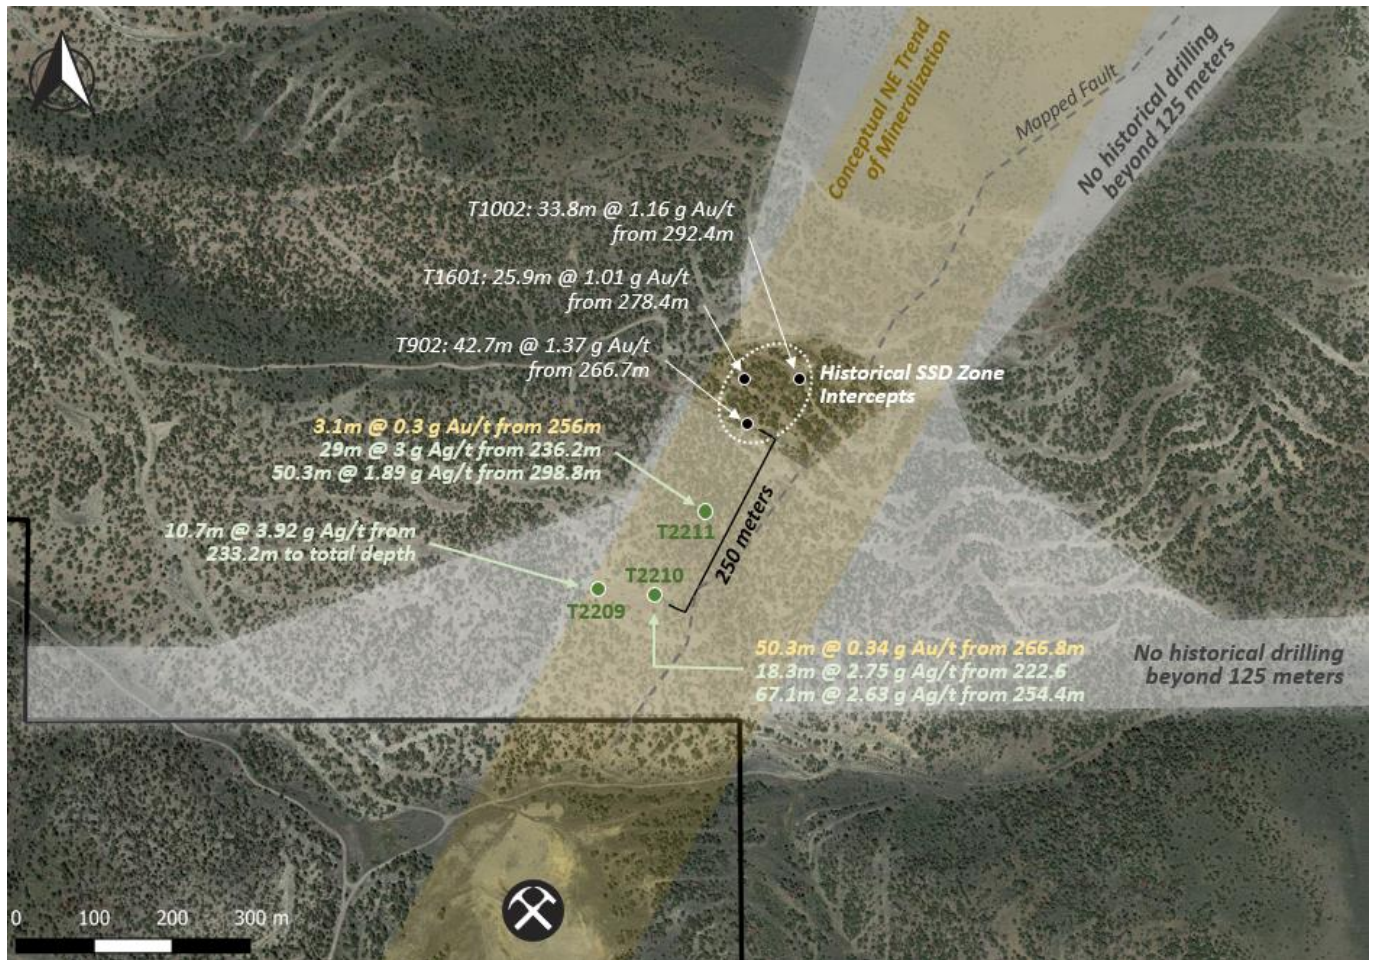 Conceptual NE Trend
of Mineralization
Mapped Fault
No historical drilling
beyond 125 meters
T1002: 33.8m @ 1.16 g Au/t
from 292.4m
T1601: 25.9m @ 1.01 g Au/t
from 278.4m
T902: 42.7m @ 1.37 g Au/t
from 266.7m
Historical SSD Zone
Intercepts
3.1m @ 0.3 g Au/t from 256m
29m @ 3 g Ag/t from 236.2m
50.3m @ 1.89 g Ag/t from 298.8m
T2211
250 meters
10.7m @ 3.92 g Ag/t from
233.2m to total depth
T2210
T2209
50.3m @ 0.34 g Au/t from 266.8m
18.3m @ 2.75 g Ag/t from 222.6
67.1m @ 2.63 g Ag/t from 254.4m
No historical drilling
beyond 125 meters
0 100 200 300 m